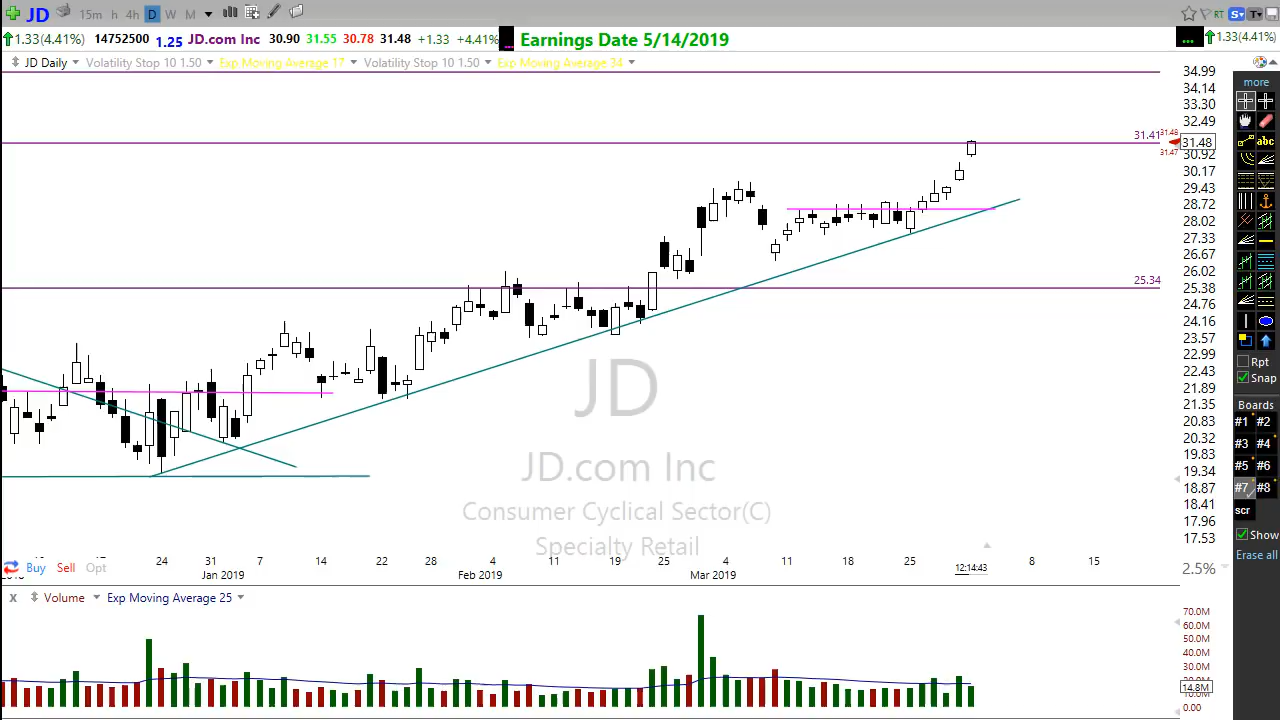 JD 15m h 4h D W M RT S T
1.33(4.41%) 14752500 1.25 JD.com Inc 30.90 31.55 30.78 31.48 +1.33 +4.41% ... Earnings Date 5/14/2019 ... 1.33(4.41%)
JD Daily Volatility Stop 10 1.50 Exp Moving Average 17 Volatility Stop 10 1.50 Exp Moving Average 34
more
34.99
34.14
33.30
32.49
31.41 31.48
31.48
31.47
30.92
30.17
29.43
28.72
28.02
27.33
26.67
26.02
25.34
25.38
24.76
24.16
23.57
22.99
22.43
21.89
21.35
20.83
20.32
19.83
19.34
18.87
18.41
17.96
17.53
abc
Rpt
Snap
Boards
#1 #2
#3 #4
#5 #6
#7 #8
scr
Show
Erase all
JD
JD.com Inc
Consumer Cyclical Sector(C)
Specialty Retail
24 31 7 14 22 28 4 11 19 25 4 11 18 25 8 15
Jan 2019 Feb 2019 Mar 2019 12:14:43
Buy Sell Opt 2.5%
X Volume Exp Moving Average 25
70.0M
60.0M
50.0M
40.0M
30.0M
14.8M
10.0M
0.00